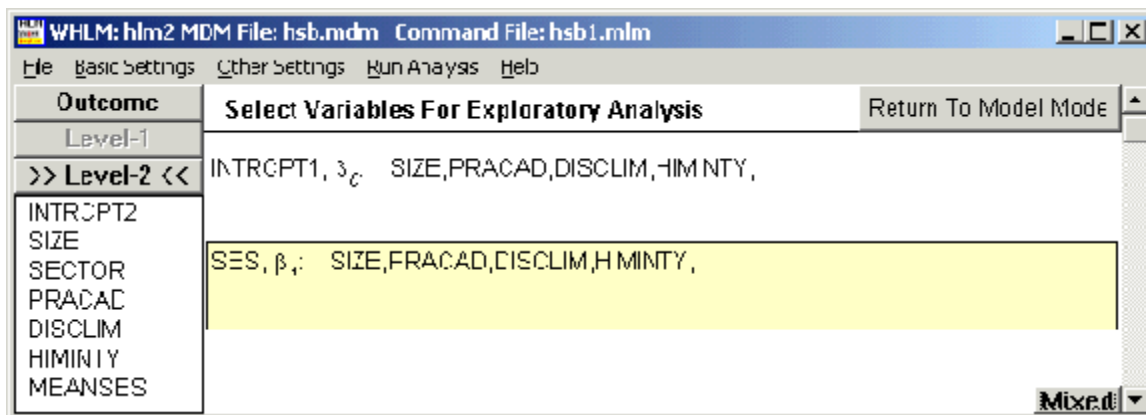 WHLM: hlm2 MDM File: hsb.mdm Command File: hsb1.mlm
File Basic Settings Other Settings Run Analysis Help
Outcome
Select Variables For Exploratory Analysis
Return To Model Mode
Level-1
>> Level-2 <<
INTRCPT1, β0: SIZE,PRACAD,DISCLIM,HIMINTY,
INTRCPT2
SIZE
SECTOR
PRACAD
DISCLIM
HIMINTY
MEANSES
SES, β1: SIZE,PRACAD,DISCLIM,HIMINTY,
Mixed